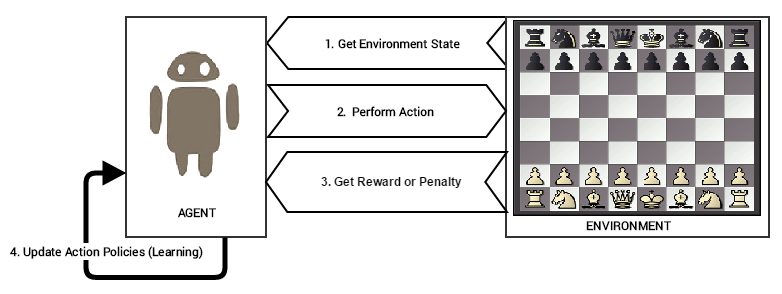 1. Get Environment State
2. Perform Action
3. Get Reward or Penalty
AGENT
ENVIRONMENT
4. Update Action Policies (Learning)